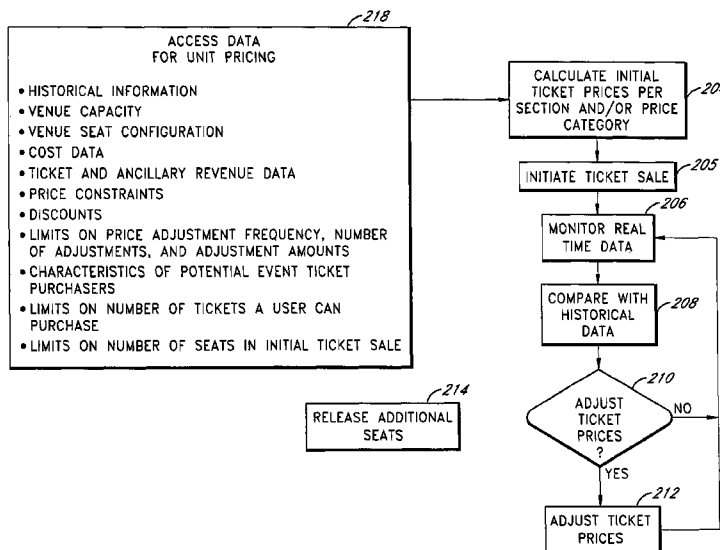 218
ACCESS DATA
FOR UNIT PRICING
• HISTORICAL INFORMATION
• VENUE CAPACITY
• VENUE SEAT CONFIGURATION
• COST DATA
• TICKET AND ANCILLARY REVENUE DATA
• PRICE CONSTRAINTS
• DISCOUNTS
• LIMITS ON PRICE ADJUSTMENT FREQUENCY, NUMBER
OF ADJUSTMENTS, AND ADJUSTMENT AMOUNTS
• CHARACTERISTICS OF POTENTIAL EVENT TICKET
PURCHASERS
• LIMITS ON NUMBER OF TICKETS A USER CAN
PURCHASE
• LIMITS ON NUMBER OF SEATS IN INITIAL TICKET SALE
CALCULATE INITIAL
TICKET PRICES PER
SECTION AND/OR PRICE
CATEGORY
205
INITIATE TICKET SALE
206
MONITOR REAL
TIME DATA
COMPARE WITH
HISTORICAL
DATA
208
210
ADJUST
TICKET
PRICES
?
NO
YES
214
RELEASE ADDITIONAL
SEATS
212
ADJUST TICKET
PRICES